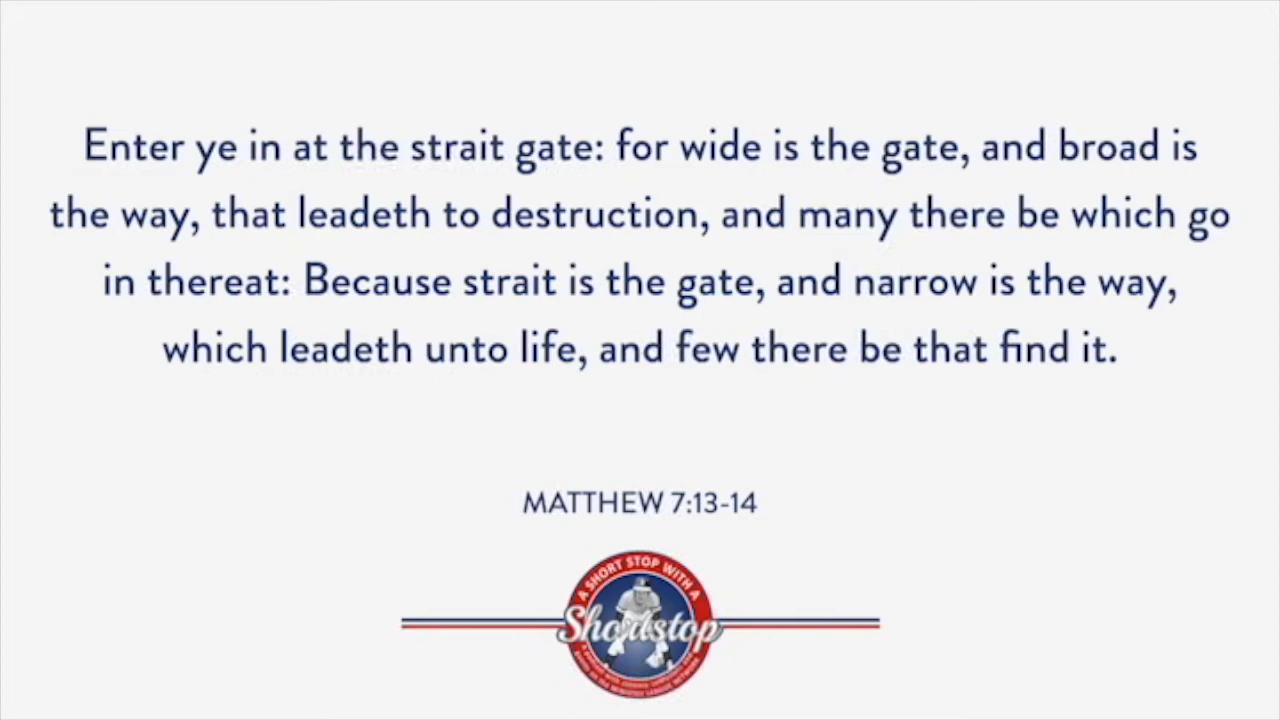 Enter ye in at the strait gate: for wide is the gate, and broad is
the way, that leadeth to destruction, and many there be which go
in thereat: Because strait is the gate, and narrow is the way,
which leadeth unto life, and few there be that find it.
MATTHEW 7:13-14
A SHORT STOP WITH A
Shortstop